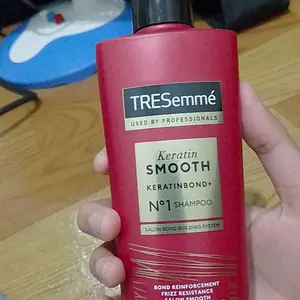 TRESemmé
USED BY PROFESSIONALS
Keratin
SMOOTH
KERATINBOND+
Nº1 SHAMPOO
SALON BOND BUILDING SYSTEM
BOND REINFORCEMENT
FRIZZ RESISTANCE
SALON SMOOTH